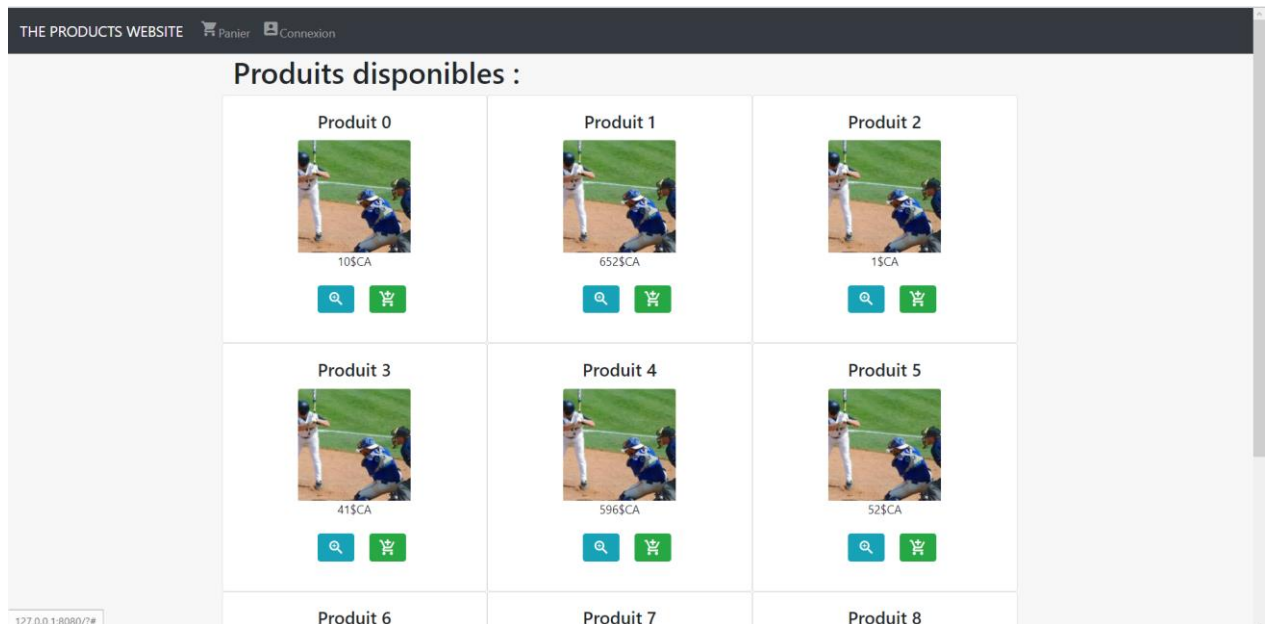 THE PRODUCTS WEBSITE Panier Connexion
Produits disponibles :
Produit 0 Produit 1 Produit 2
10$CA 652$CA 1$CA
Produit 3 Produit 4 Produit 5
41$CA 596$CA 52$CA
Produit 6 Produit 7 Produit 8
127.0.0.1:8080/?#